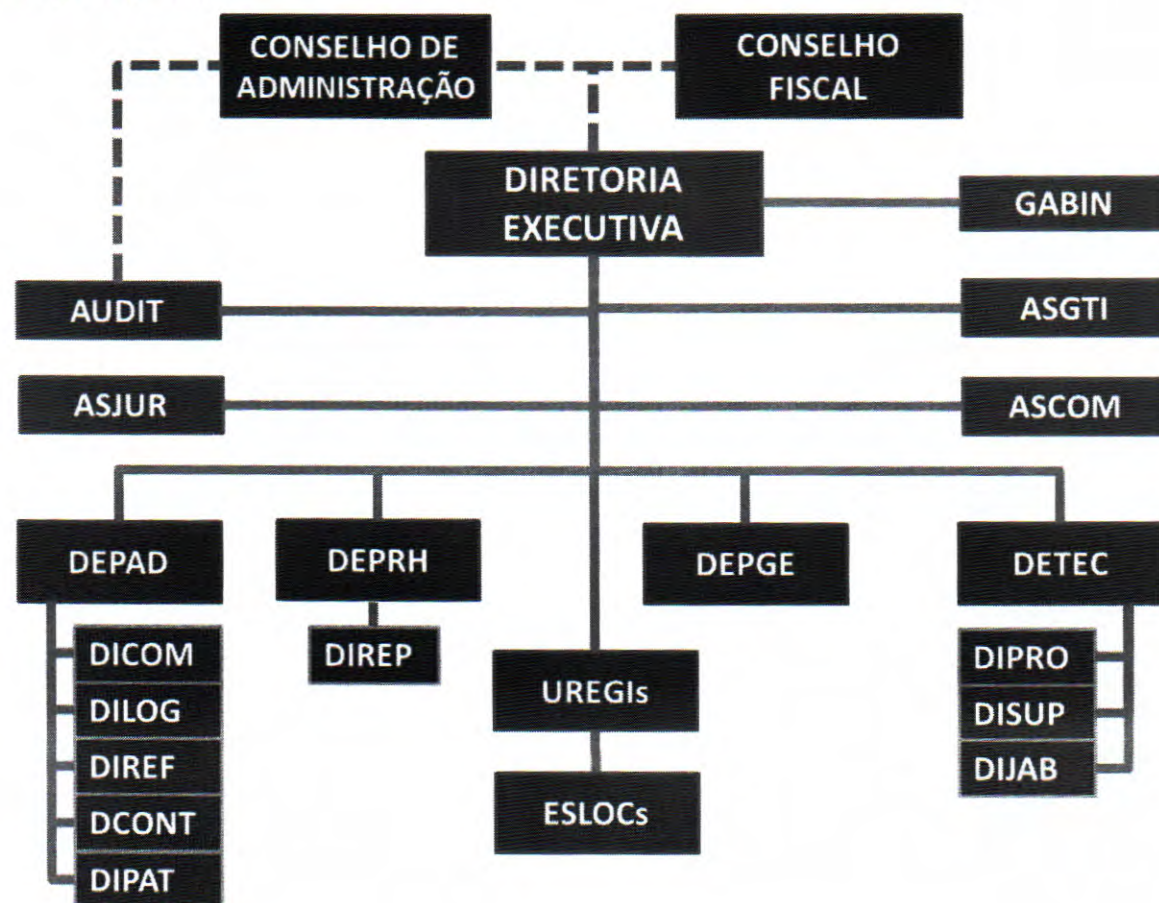 CONSELHO DE
ADMINISTRAÇÃO
CONSELHO
FISCAL
DIRETORIA
EXECUTIVA
GABIN
AUDIT
ASGTI
ASJUR
ASCOM
DEPAD
DEPRH
DEPGE
DETEC
DICOM
DILOG
DIREF
DCONT
DIPAT
DIREP
UREGIs
ESLOCs
DIPRO
DISUP
DIJAB